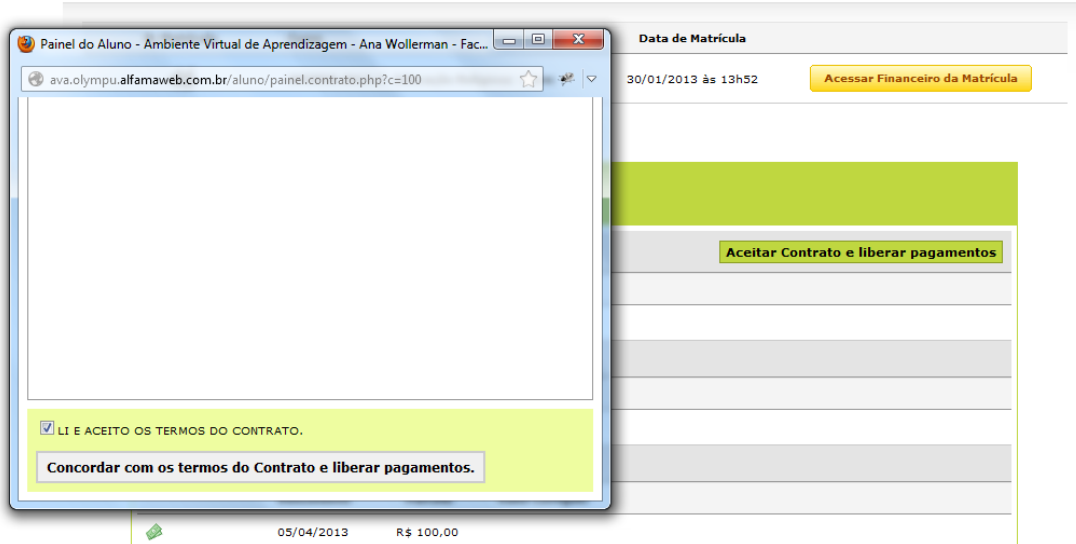 Painel do Aluno - Ambiente Virtual de Aprendizagem - Ana Wollerman - Fac...
ava.olympu.alfamaweb.com.br/aluno/painel.contrato.php?c=100
Data de Matrícula
30/01/2013 às 13h52
Acessar Financeiro da Matrícula
Aceitar Contrato e liberar pagamentos
LI E ACEITO OS TERMOS DO CONTRATO.
Concordar com os termos do Contrato e liberar pagamentos.
05/04/2013 R$ 100,00